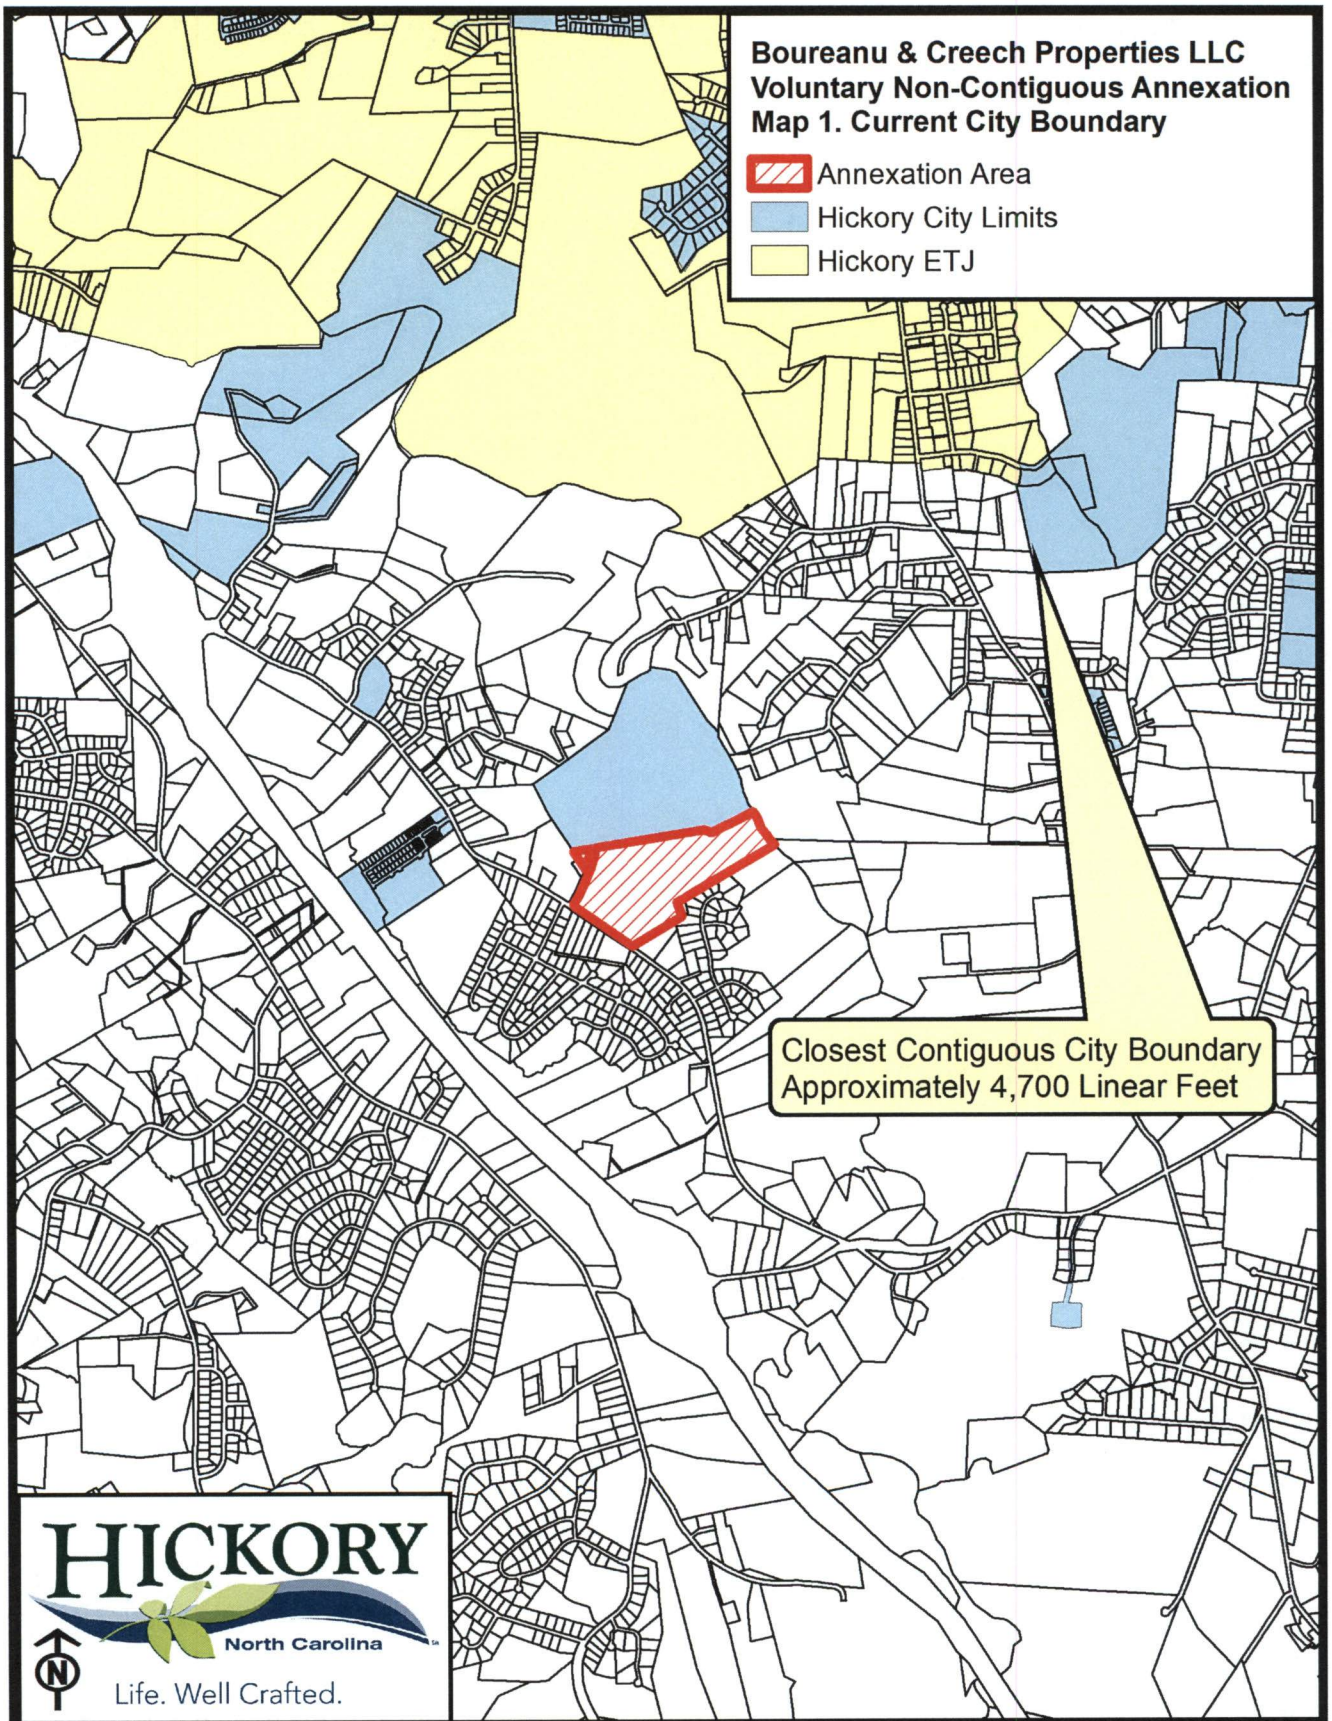 Boureanu & Creech Properties LLC
Voluntary Non-Contiguous Annexation
Map 1. Current City Boundary
Annexation Area
Hickory City Limits
Hickory ETJ
Closest Contiguous City Boundary
Approximately 4,700 Linear Feet
HICKORY
North Carolina
N
Life. Well Crafted.